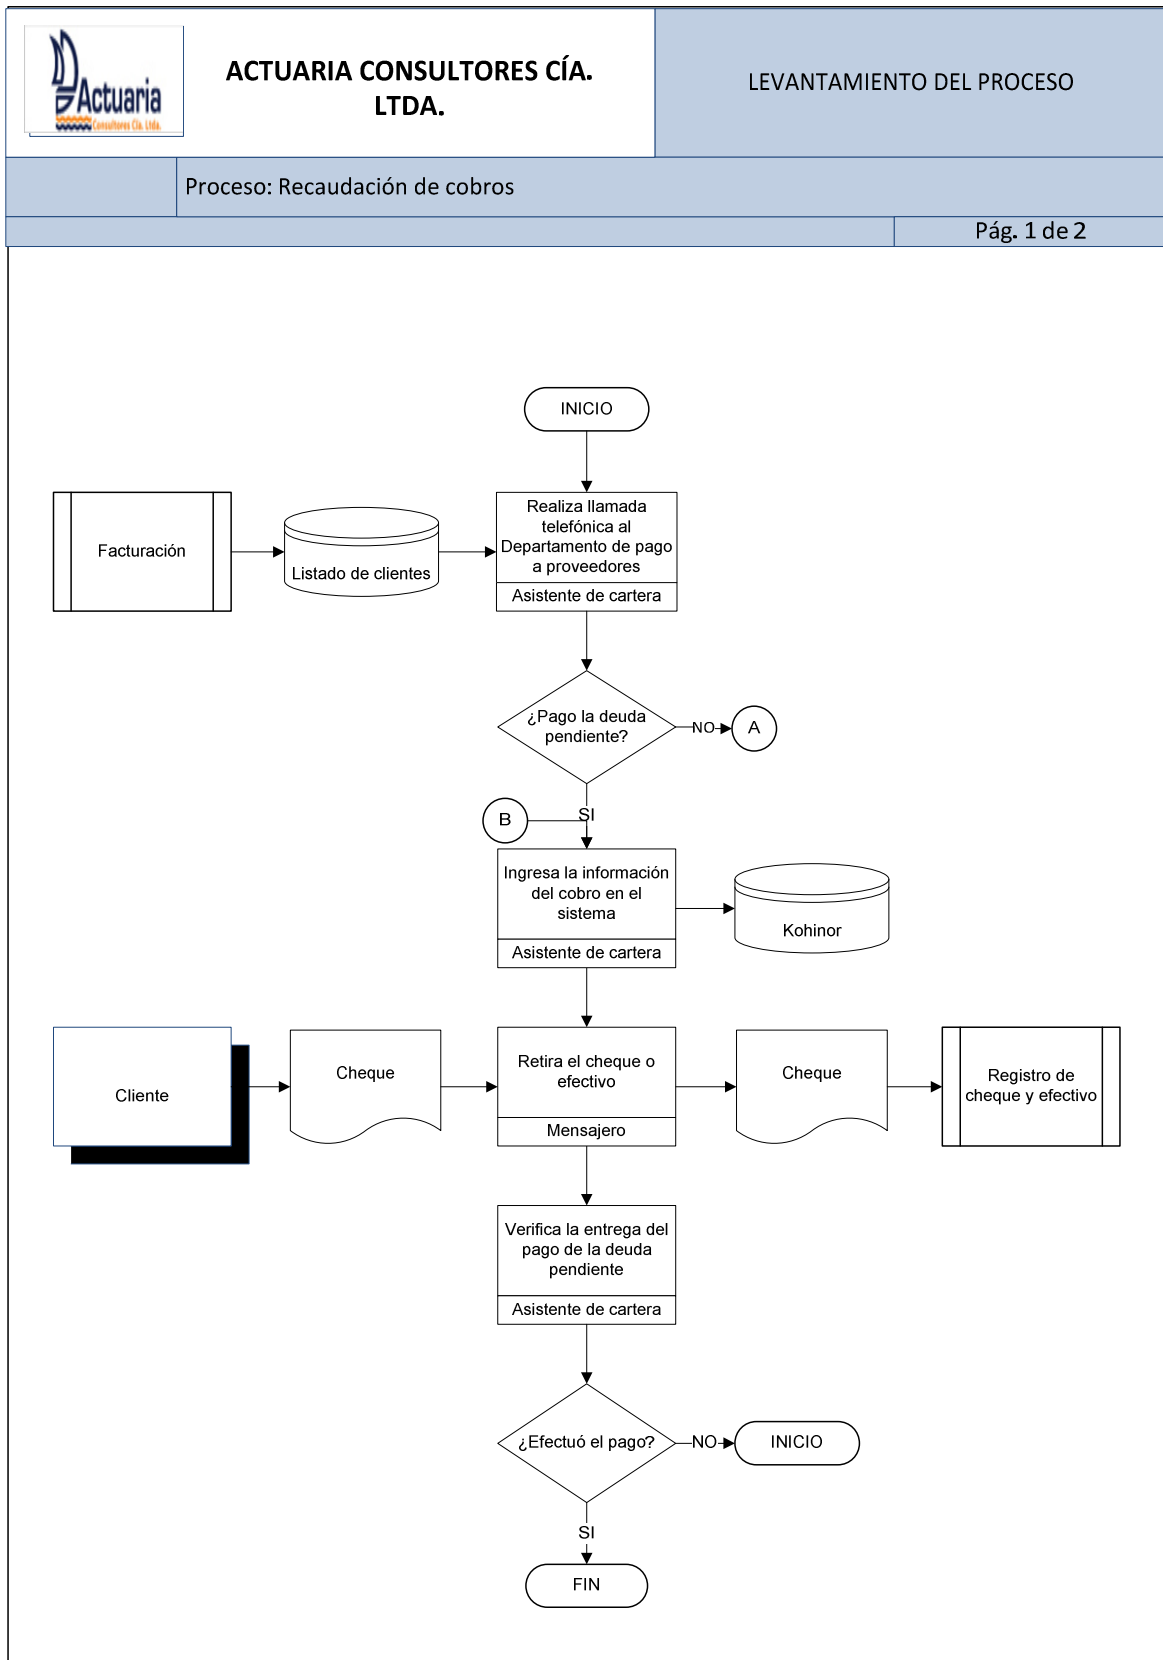 Actuaria
Consultores Cía. Ltda.
ACTUARIA CONSULTORES CÍA.
LTDA.
LEVANTAMIENTO DEL PROCESO
Proceso: Recaudación de cobros
Pág. 1 de 2
INICIO
Facturación
Listado de clientes
Realiza llamada
telefónica al
Departamento de pago
a proveedores
Asistente de cartera
¿Pago la deuda
pendiente?
NO
A
SI
B
Ingresa la información
del cobro en el
sistema
Asistente de cartera
Kohinor
Cliente
Cheque
Retira el cheque o
efectivo
Mensajero
Cheque
Registro de
cheque y efectivo
Verifica la entrega del
pago de la deuda
pendiente
Asistente de cartera
¿Efectuó el pago?
NO
INICIO
SI
FIN